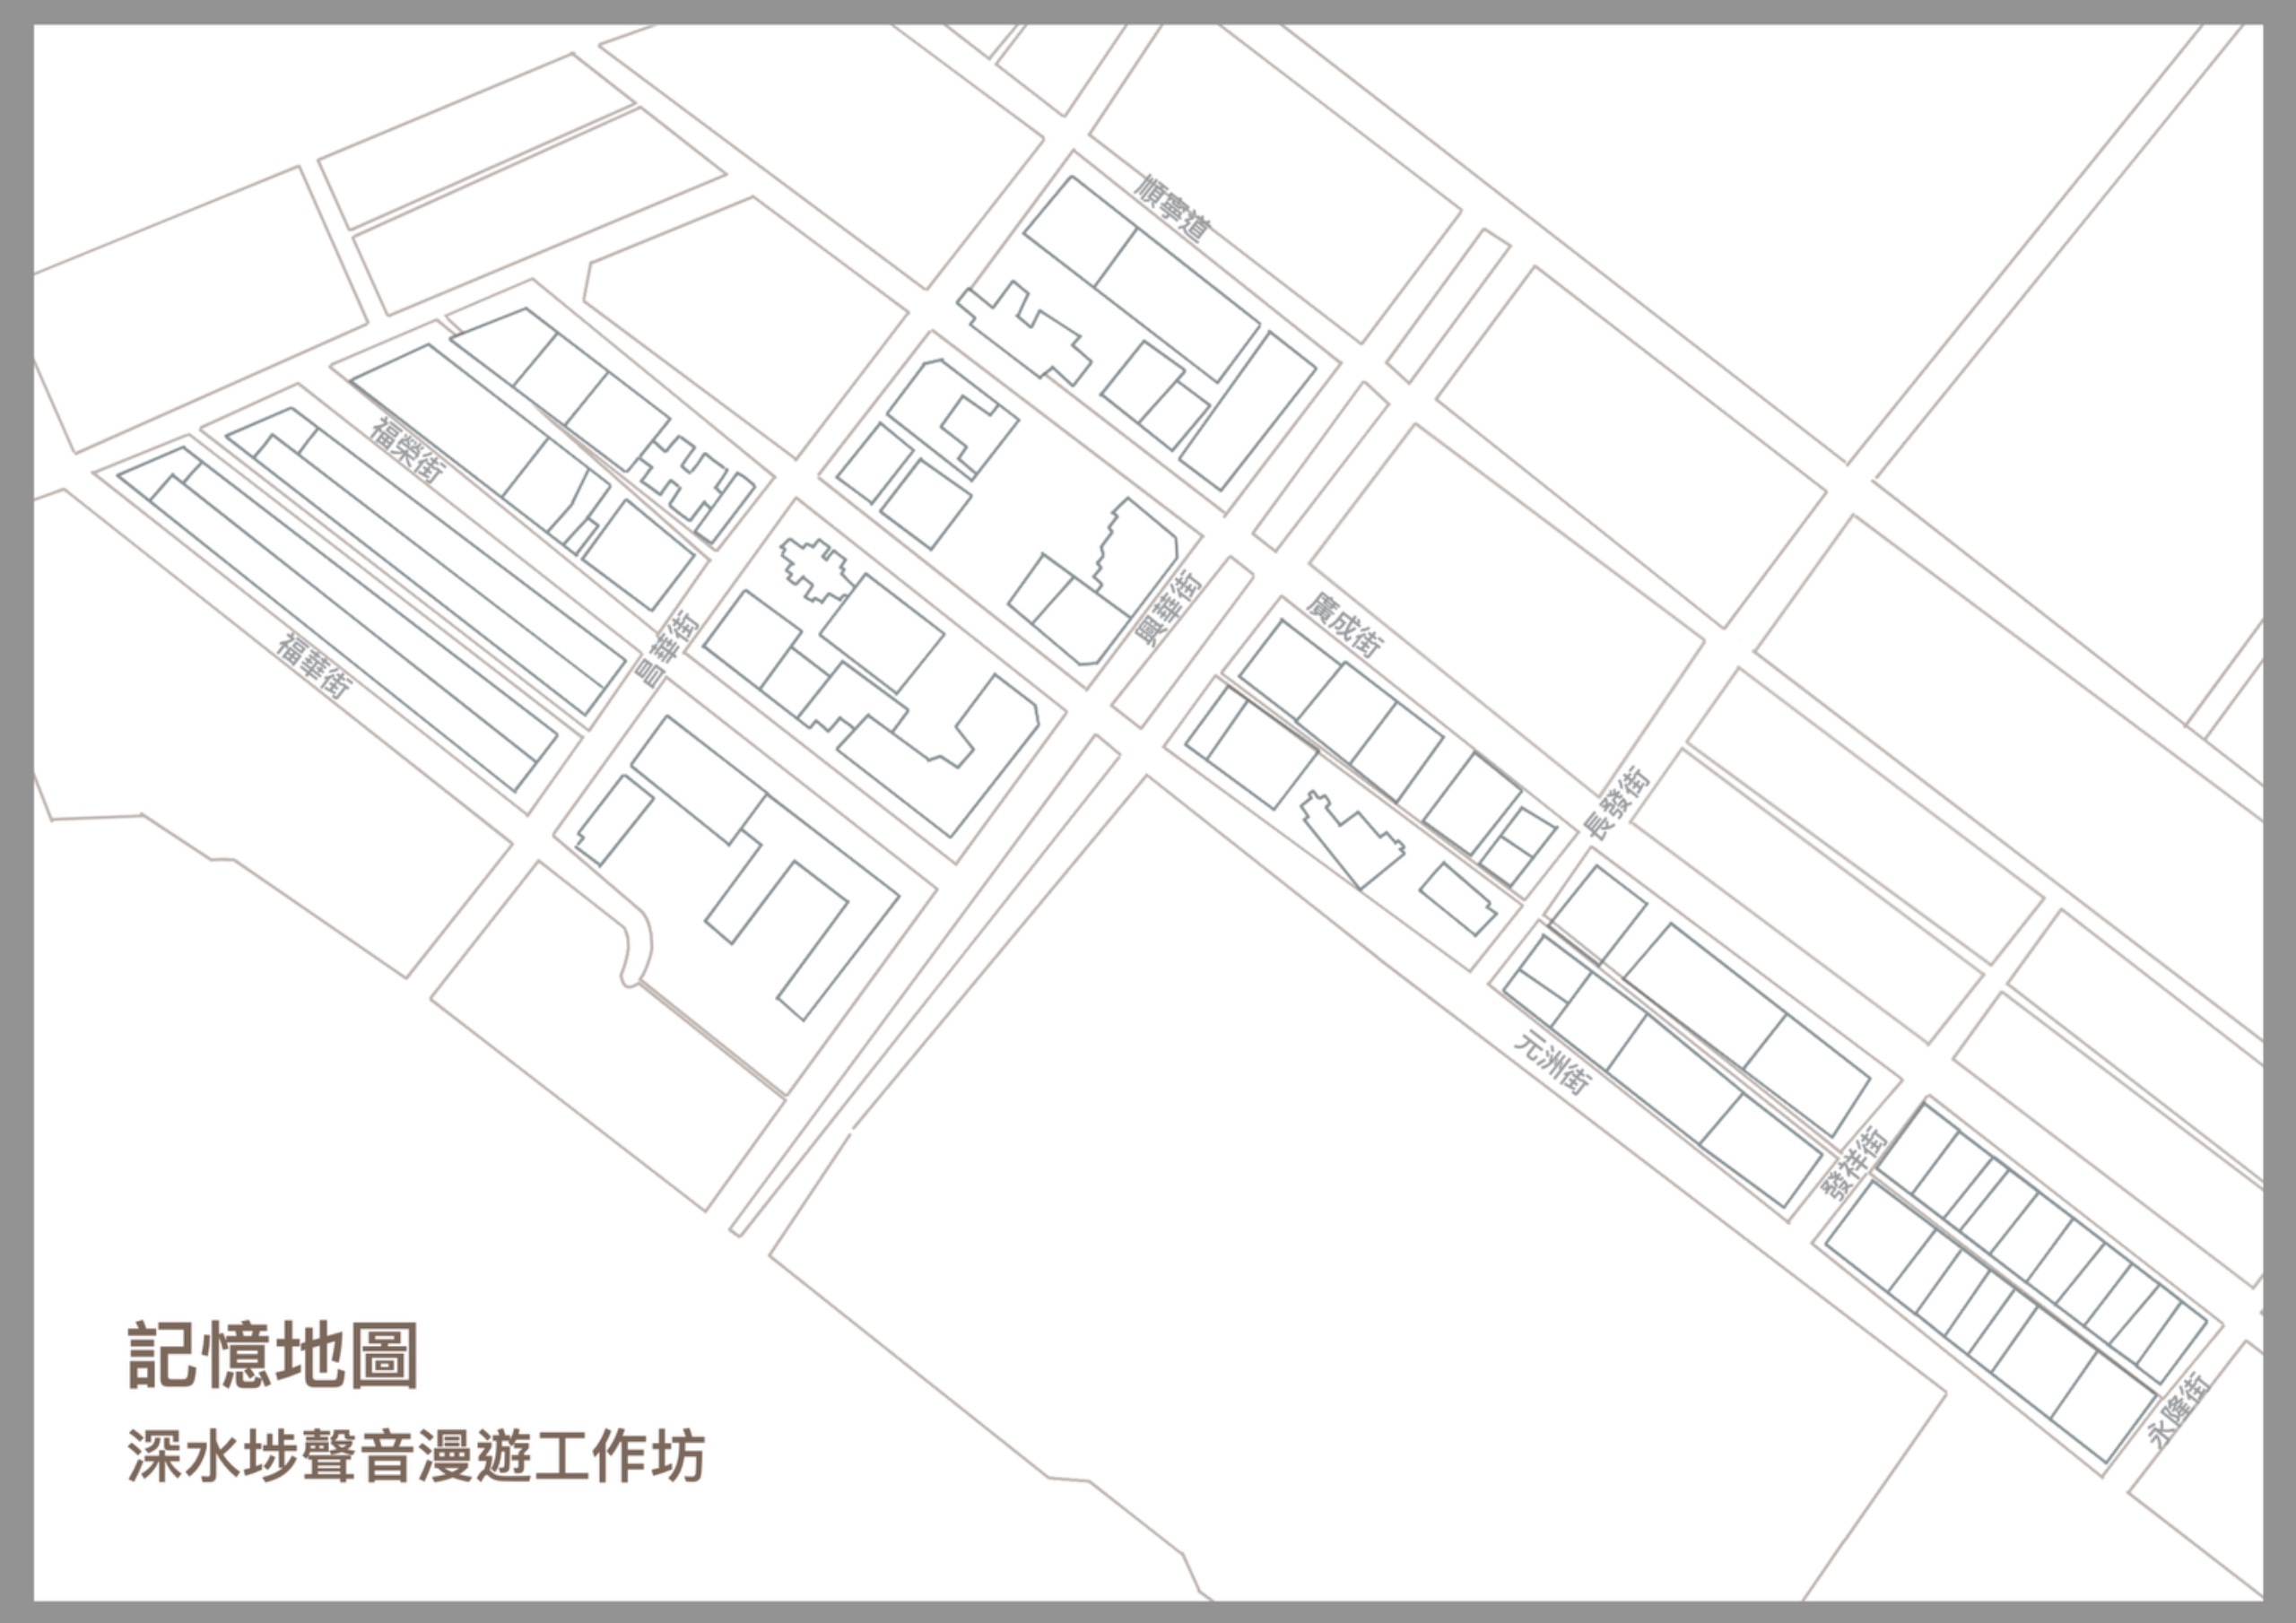 順寧道
福榮街
福華街
昌華街
興華街
廣成街
長發街
元洲街
發祥街
永隆街
記憶地圖
深水埗聲音漫遊工作坊